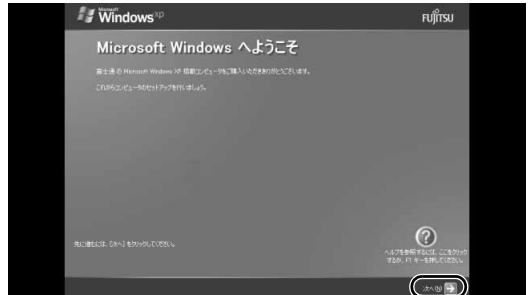 Microsoft
Windows xp
FUJITSU
Microsoft Windows へようこそ
富士通 の Microsoft Windows XP 搭載コンピュータをご購入いただきありがとうございます。
これからコンピュータのセットアップを行いましょう。
先に進むには、[次へ] をクリックしてください。
?
ヘルプを参照するには、ここをクリック
するか、F1 キーを押してください。
次へ(N)